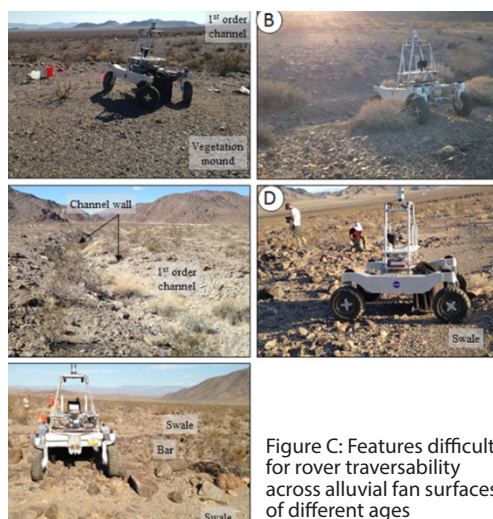 1st order
channel
Vegetation
mound
B
Channel wall
1st order
channel
D
Swale
Swale
Bar
Swale
Figure C: Features difficult
for rover traversability
across alluvial fan surfaces
of different ages